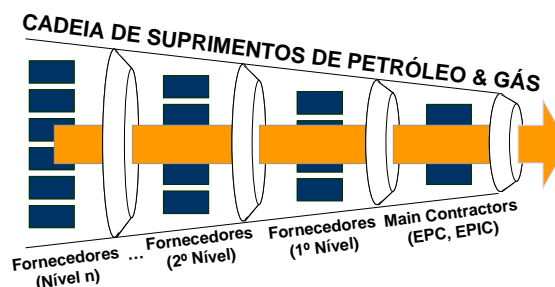 CADEIA DE SUPRIMENTOS DE PETRÓLEO & GÁS
Fornecedores
(Nível n)
...
Fornecedores
(2º Nível)
Fornecedores
(1º Nível)
Main Contractors
(EPC, EPIC)